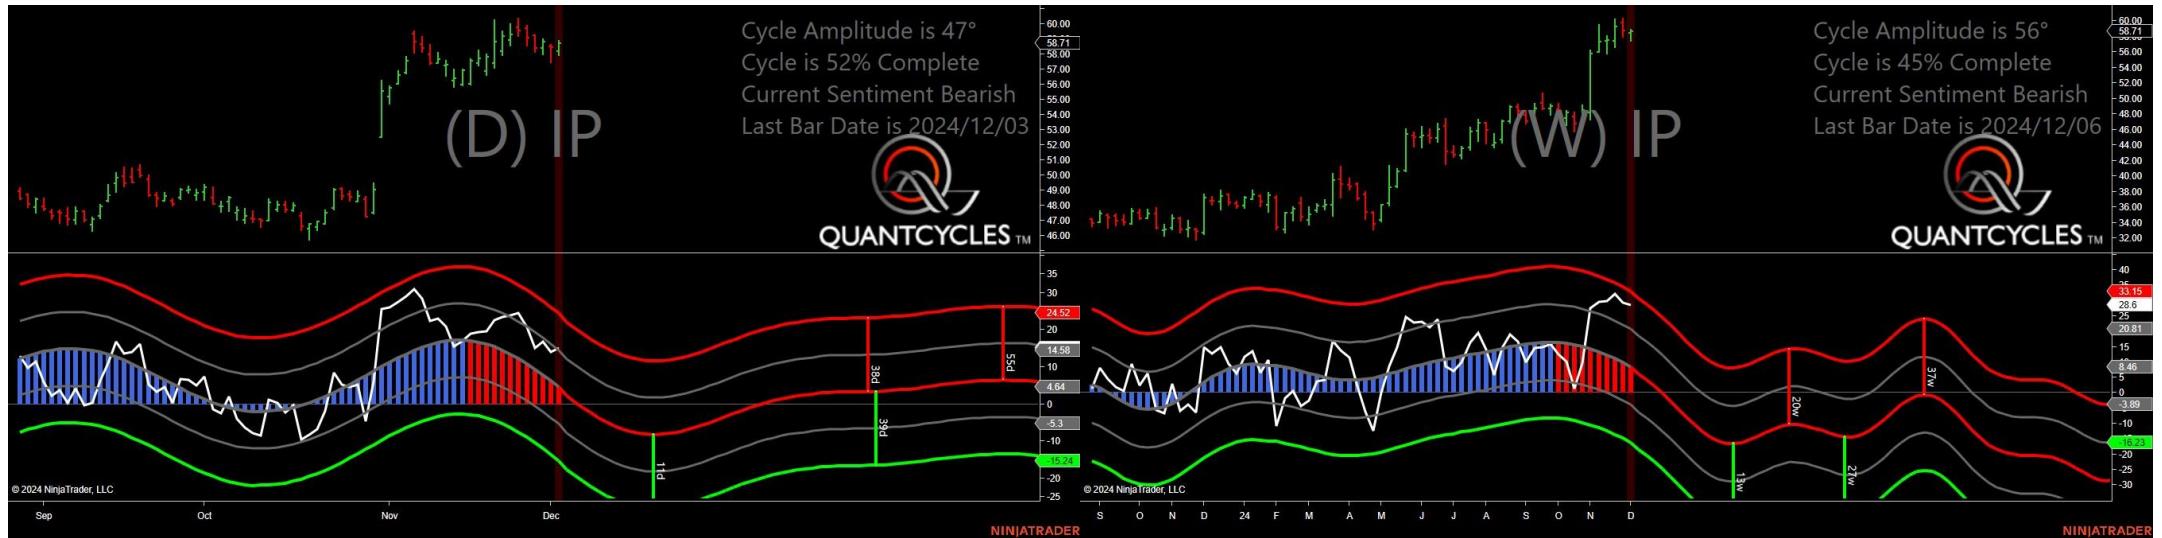 Cycle Amplitude is 47°
Cycle is 52% Complete
Current Sentiment Bearish
Last Bar Date is 2024/12/03
(D) IP
QUANTCYCLES TM
60.00
58.71
58.00
57.00
56.00
55.00
54.00
53.00
52.00
51.00
50.00
49.00
48.00
47.00
46.00
35
30
24.52
20
14.58
10
4.64
0
-5.3
-10
-15.24
-20
-25
38d
55d
39d
11d
© 2024 NinjaTrader, LLC
Sep Oct Nov Dec
NINJATRADER
Cycle Amplitude is 56°
Cycle is 45% Complete
Current Sentiment Bearish
Last Bar Date is 2024/12/06
(W) IP
QUANTCYCLES TM
60.00
58.71
56.00
54.00
52.00
50.00
48.00
46.00
44.00
42.00
40.00
38.00
36.00
34.00
32.00
40
33.15
28.6
25
20.81
15
8.46
5
0
-3.89
-10
-16.23
-20
-25
-30
37w
20w
13w
27w
© 2024 NinjaTrader, LLC
S O N D 24 F M A M J J A S O N D
NINJATRADER